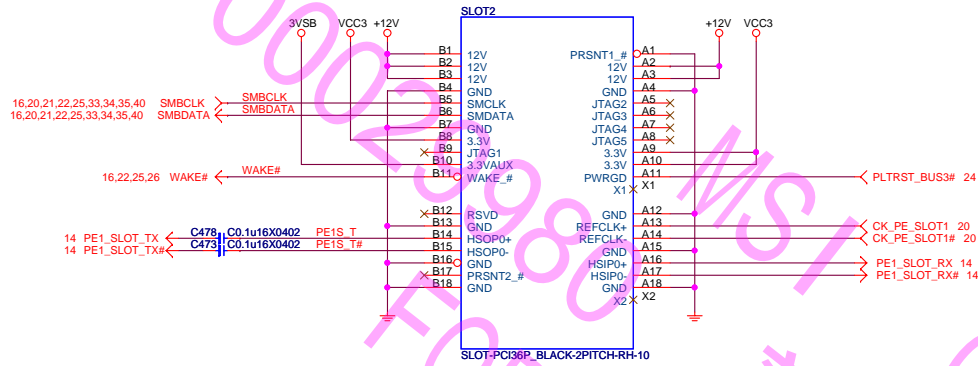 SLOT2
3VSB VCC3 +12V +12V VCC3
B1 12V PRSNT1_# A1
B2 12V 12V A2
B3 12V 12V A3
B4 GND GND A4
16,20,21,22,25,33,34,35,40 SMBCLK SMBCLK B5 SMCLK JTAG2 A5
16,20,21,22,25,33,34,35,40 SMBDATA SMBDATA B6 SMDATA JTAG3 A6
B7 GND JTAG4 A7
B8 3.3V JTAG5 A8
B9 JTAG1 3.3V A9
B10 3.3VAUX 3.3V A10
16,22,25,26 WAKE# WAKE# B11 WAKE_# PWRGD A11 PLTRST_BUS3# 24
X1 X1
B12 RSVD GND A12
B13 GND REFCLK+ A13 CK_PE_SLOT1 20
14 PE1_SLOT_TX C478 C0.1u16X0402 PE1S_T B14 HSOP0+ REFCLK- A14 CK_PE_SLOT1# 20
14 PE1_SLOT_TX# C473 C0.1u16X0402 PE1S_T# B15 HSOP0- GND A15
B16 GND HSIP0+ A16 PE1_SLOT_RX 14
B17 PRSNT2_# HSIP0- A17 PE1_SLOT_RX# 14
B18 GND GND A18
X2 X2
SLOT-PCI36P_BLACK-2PITCH-RH-10
MSI